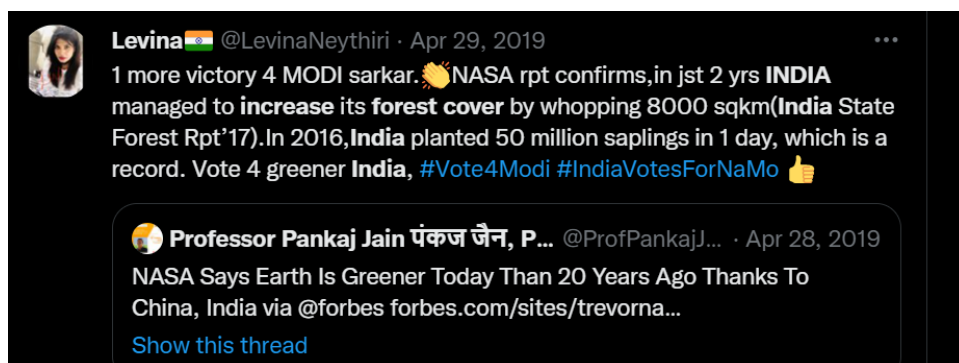 Levina🇮🇳 @LevinaNeythiri · Apr 29, 2019
1 more victory 4 MODI sarkar.👏NASA rpt confirms,in jst 2 yrs INDIA
managed to increase its forest cover by whopping 8000 sqkm(India State
Forest Rpt'17).In 2016,India planted 50 million saplings in 1 day, which is a
record. Vote 4 greener India, #Vote4Modi #IndiaVotesForNaMo 👍
Professor Pankaj Jain पंकज जैन, P... @ProfPankajJ... · Apr 28, 2019
NASA Says Earth Is Greener Today Than 20 Years Ago Thanks To
China, India via @forbes forbes.com/sites/trevorna...
Show this thread